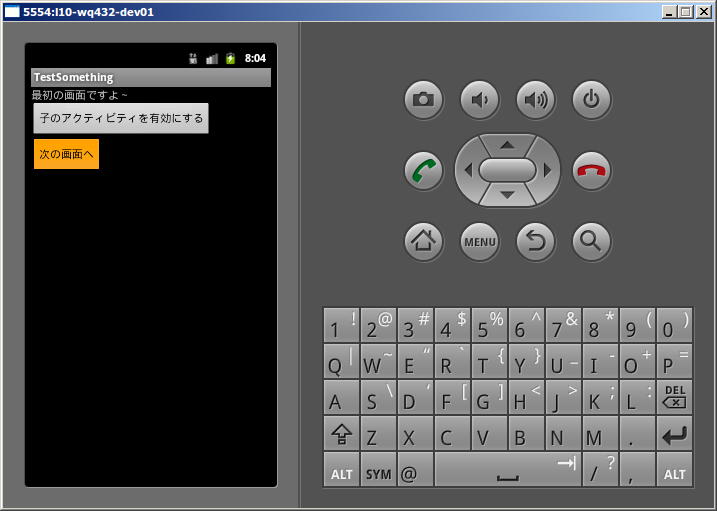 5554:l10-wq432-dev01
8:04
TestSomething
最初の画面ですよ~
子のアクティビティを有効にする
次の画面へ
MENU
1 ! 2 @ 3 # 4 $ 5 % 6 ^ 7 & 8 * 9 ( 0 )
Q | W ~ E “ R ` T { Y } U _ I - O + P =
A S \ D ‘ F [ G ] H < J > K ; L : DEL
Z X C V B N M .
ALT SYM @ / ? , ALT